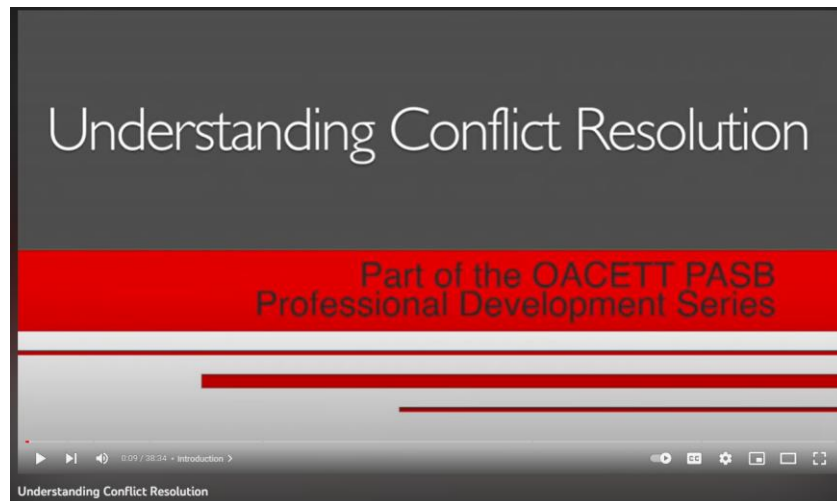 Understanding Conflict Resolution
Part of the OACETT PASB
Professional Development Series
0:09 / 38:34 • Introduction >
CC
Understanding Conflict Resolution